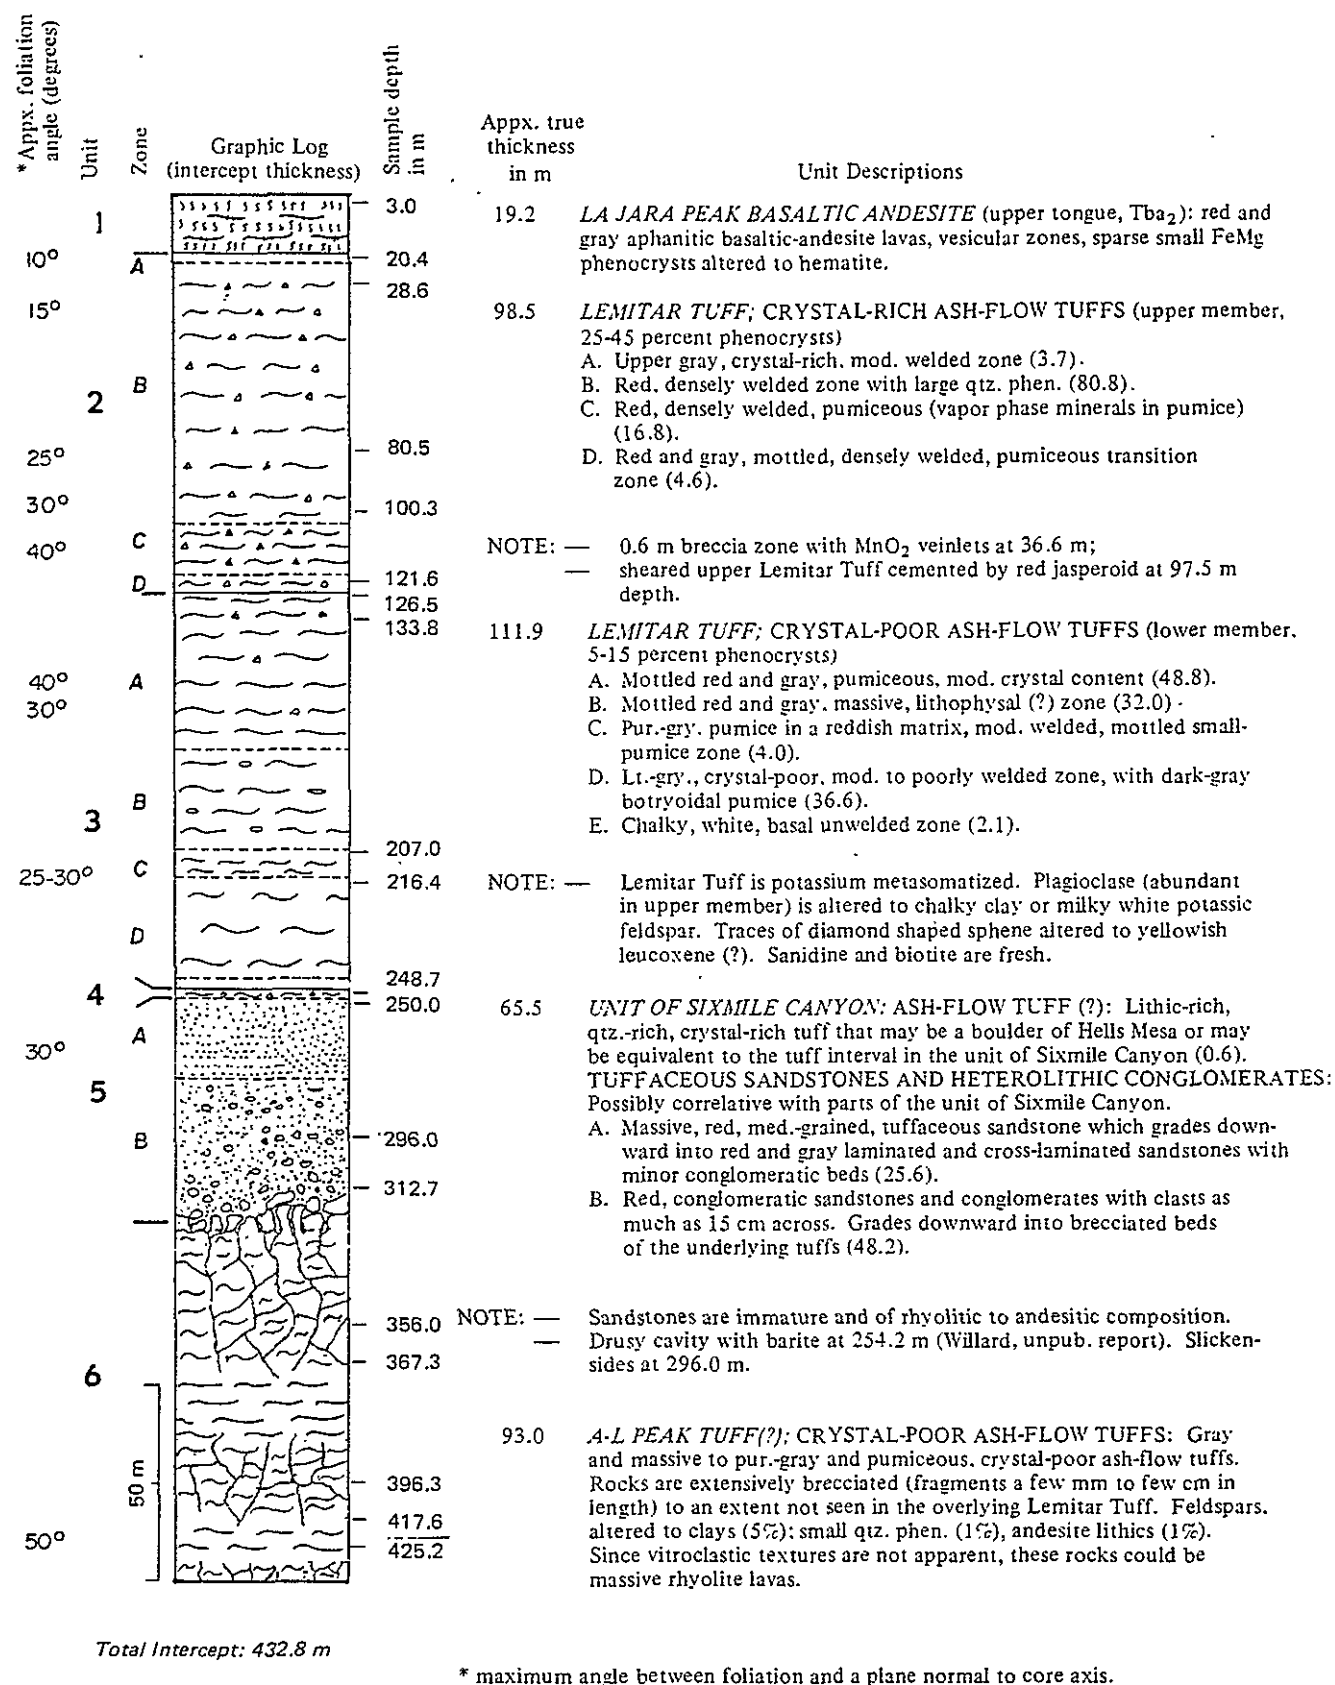 *Appx. foliation
angle (degrees)
Unit
Zone
Graphic Log
(intercept thickness)
Sample depth
in m
Appx. true
thickness
in m
Unit Descriptions
1
3.0
19.2 LA JARA PEAK BASALTIC ANDESITE (upper tongue, Tba2): red and
gray aphanitic basaltic-andesite lavas, vesicular zones, sparse small FeMg
phenocrysts altered to hematite.
10°
A
20.4
28.6
15°
98.5 LEMITAR TUFF; CRYSTAL-RICH ASH-FLOW TUFFS (upper member,
25-45 percent phenocrysts)
A. Upper gray, crystal-rich, mod. welded zone (3.7).
B. Red, densely welded zone with large qtz. phen. (80.8).
C. Red, densely welded, pumiceous (vapor phase minerals in pumice)
(16.8).
D. Red and gray, mottled, densely welded, pumiceous transition
zone (4.6).
2
B
25°
80.5
30°
100.3
40°
C
D
121.6
NOTE: — 0.6 m breccia zone with MnO2 veinlets at 36.6 m;
— sheared upper Lemitar Tuff cemented by red jasperoid at 97.5 m
depth.
126.5
133.8
111.9 LEMITAR TUFF; CRYSTAL-POOR ASH-FLOW TUFFS (lower member,
5-15 percent phenocrysts)
A. Mottled red and gray, pumiceous, mod. crystal content (48.8).
B. Mottled red and gray, massive, lithophysal (?) zone (32.0)
C. Pur.-gry. pumice in a reddish matrix, mod. welded, mottled small-
pumice zone (4.0).
D. Lt.-gry., crystal-poor, mod. to poorly welded zone, with dark-gray
botryoidal pumice (36.6).
E. Chalky, white, basal unwelded zone (2.1).
40°
A
30°
B
3
207.0
25-30°
C
216.4
D
NOTE: — Lemitar Tuff is potassium metasomatized. Plagioclase (abundant
in upper member) is altered to chalky clay or milky white potassic
feldspar. Traces of diamond shaped sphene altered to yellowish
leucoxene (?). Sanidine and biotite are fresh.
248.7
4
250.0
65.5 UNIT OF SIXMILE CANYON: ASH-FLOW TUFF (?): Lithic-rich,
qtz.-rich, crystal-rich tuff that may be a boulder of Hells Mesa or may
be equivalent to the tuff interval in the unit of Sixmile Canyon (0.6).
TUFFACEOUS SANDSTONES AND HETEROLITHIC CONGLOMERATES:
Possibly correlative with parts of the unit of Sixmile Canyon.
A. Massive, red, med.-grained, tuffaceous sandstone which grades down-
ward into red and gray laminated and cross-laminated sandstones with
minor conglomeratic beds (25.6).
B. Red, conglomeratic sandstones and conglomerates with clasts as
much as 15 cm across. Grades downward into brecciated beds
of the underlying tuffs (48.2).
A
30°
5
B
296.0
312.7
356.0
NOTE: — Sandstones are immature and of rhyolitic to andesitic composition.
— Drusy cavity with barite at 254.2 m (Willard, unpub. report). Slicken-
sides at 296.0 m.
367.3
6
50 m
93.0 A-L PEAK TUFF(?); CRYSTAL-POOR ASH-FLOW TUFFS: Gray
and massive to pur.-gray and pumiceous, crystal-poor ash-flow tuffs.
Rocks are extensively brecciated (fragments a few mm to few cm in
length) to an extent not seen in the overlying Lemitar Tuff. Feldspars,
altered to clays (5%); small qtz. phen. (1%), andesite lithics (1%).
Since vitroclastic textures are not apparent, these rocks could be
massive rhyolite lavas.
396.3
417.6
50°
425.2
Total Intercept: 432.8 m
* maximum angle between foliation and a plane normal to core axis.